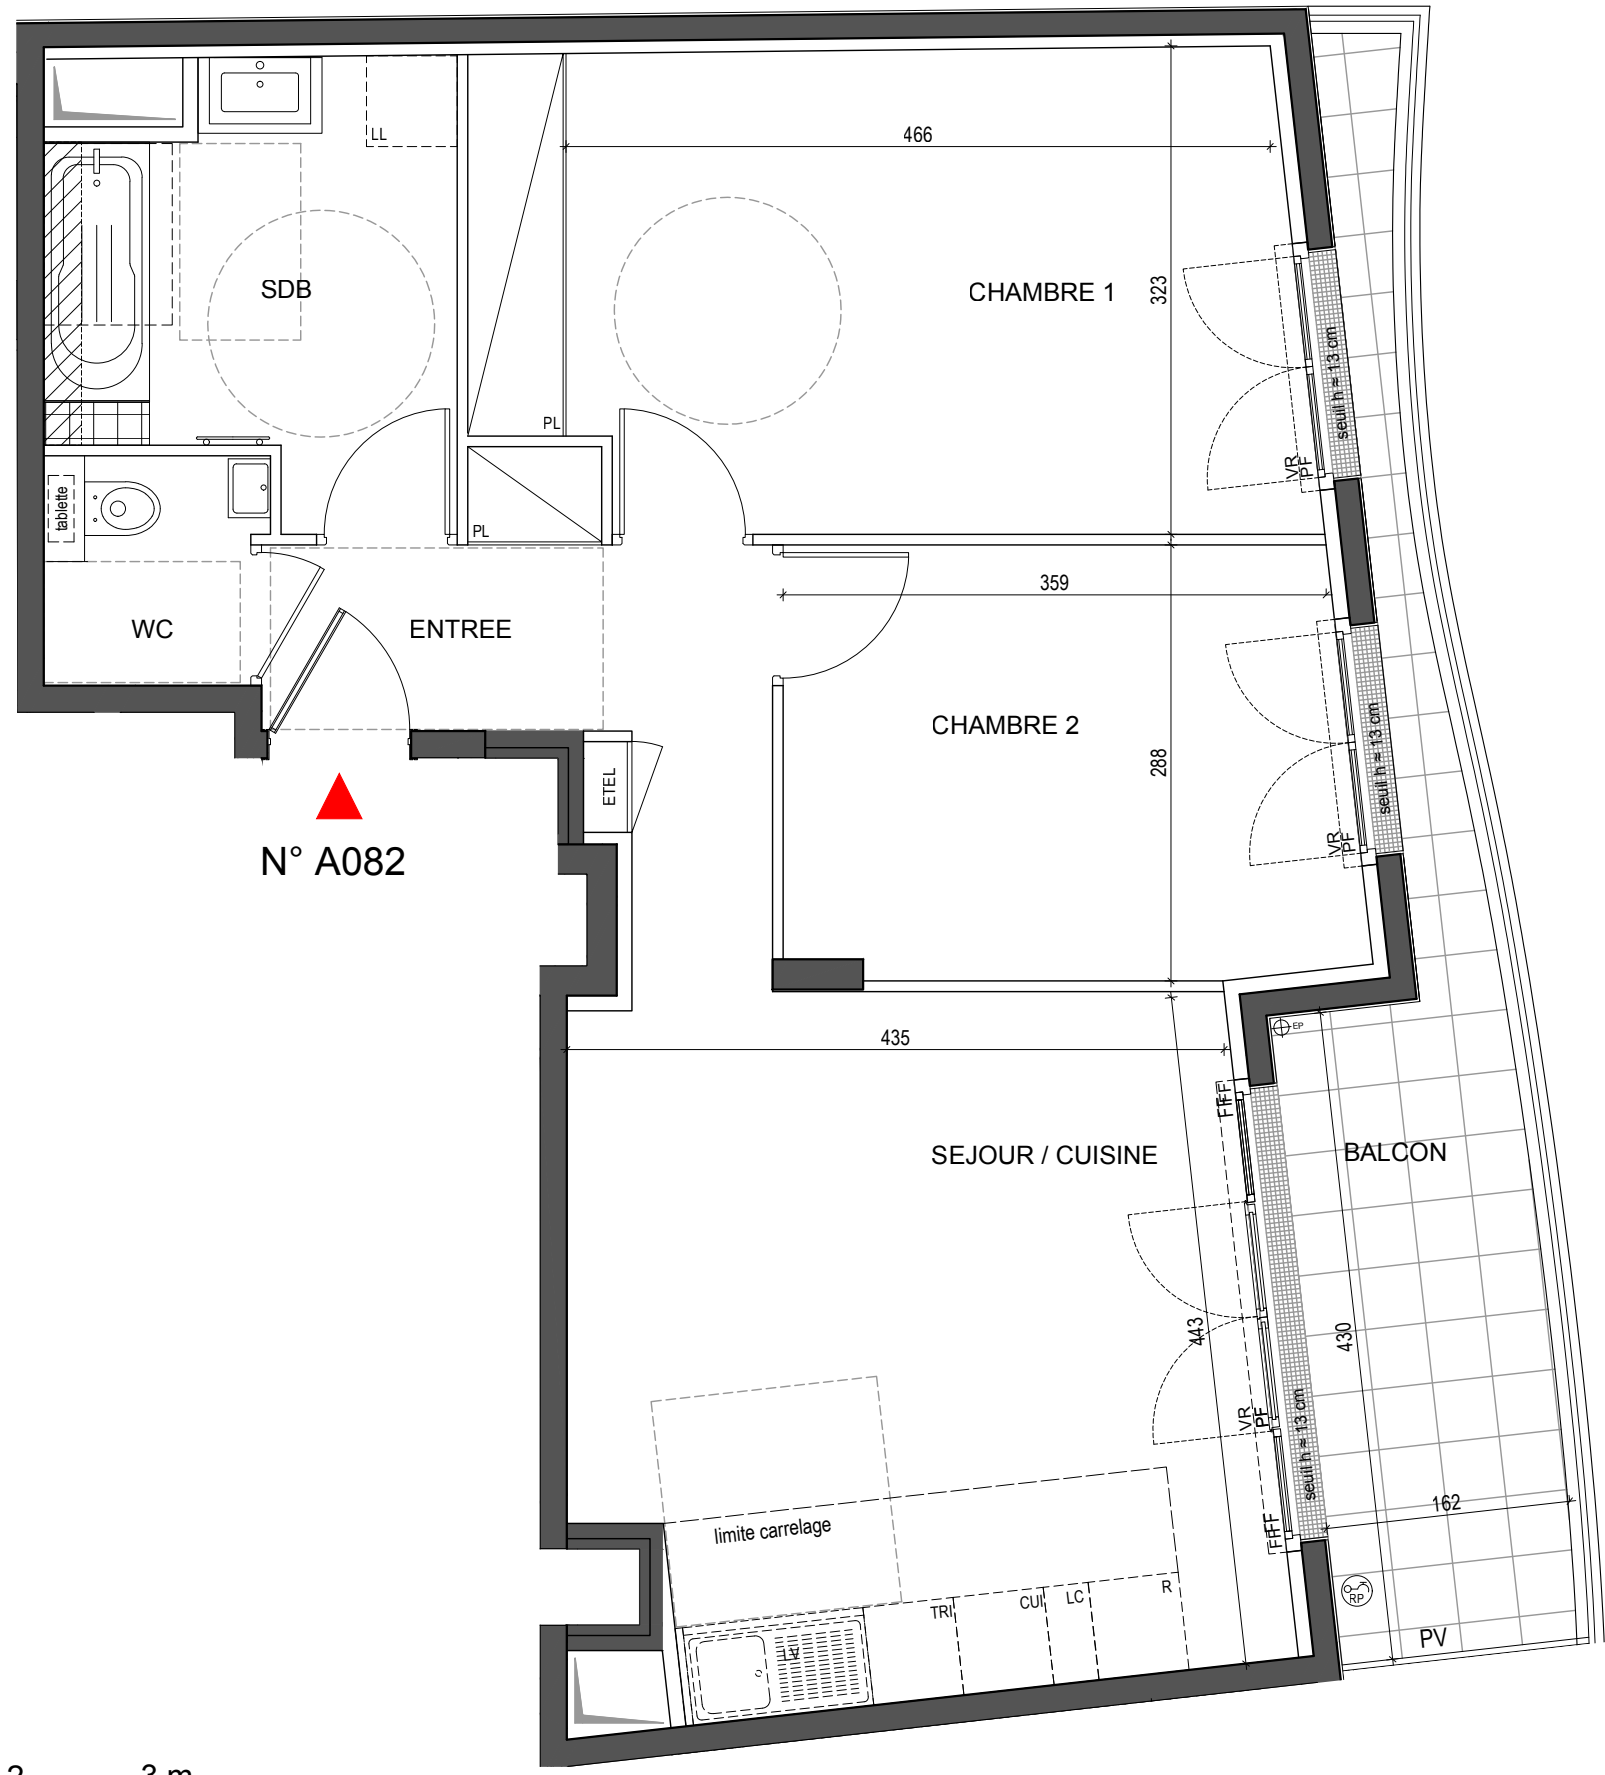 LL
466
SDB
CHAMBRE 1
323
seuil h ≈ 13 cm
VR
PF
PL
PL
tablette
WC
ENTREE
359
CHAMBRE 2
288
seuil h ≈ 13 cm
VR
PF
ETEL
N° A082
EP
435
FF
SEJOUR / CUISINE
BALCON
443
430
VR
PF
seuil h ≈ 13 cm
162
FF
limite carrelage
TRI
CUI
LC
R
LV
RP
PV
2
3 m